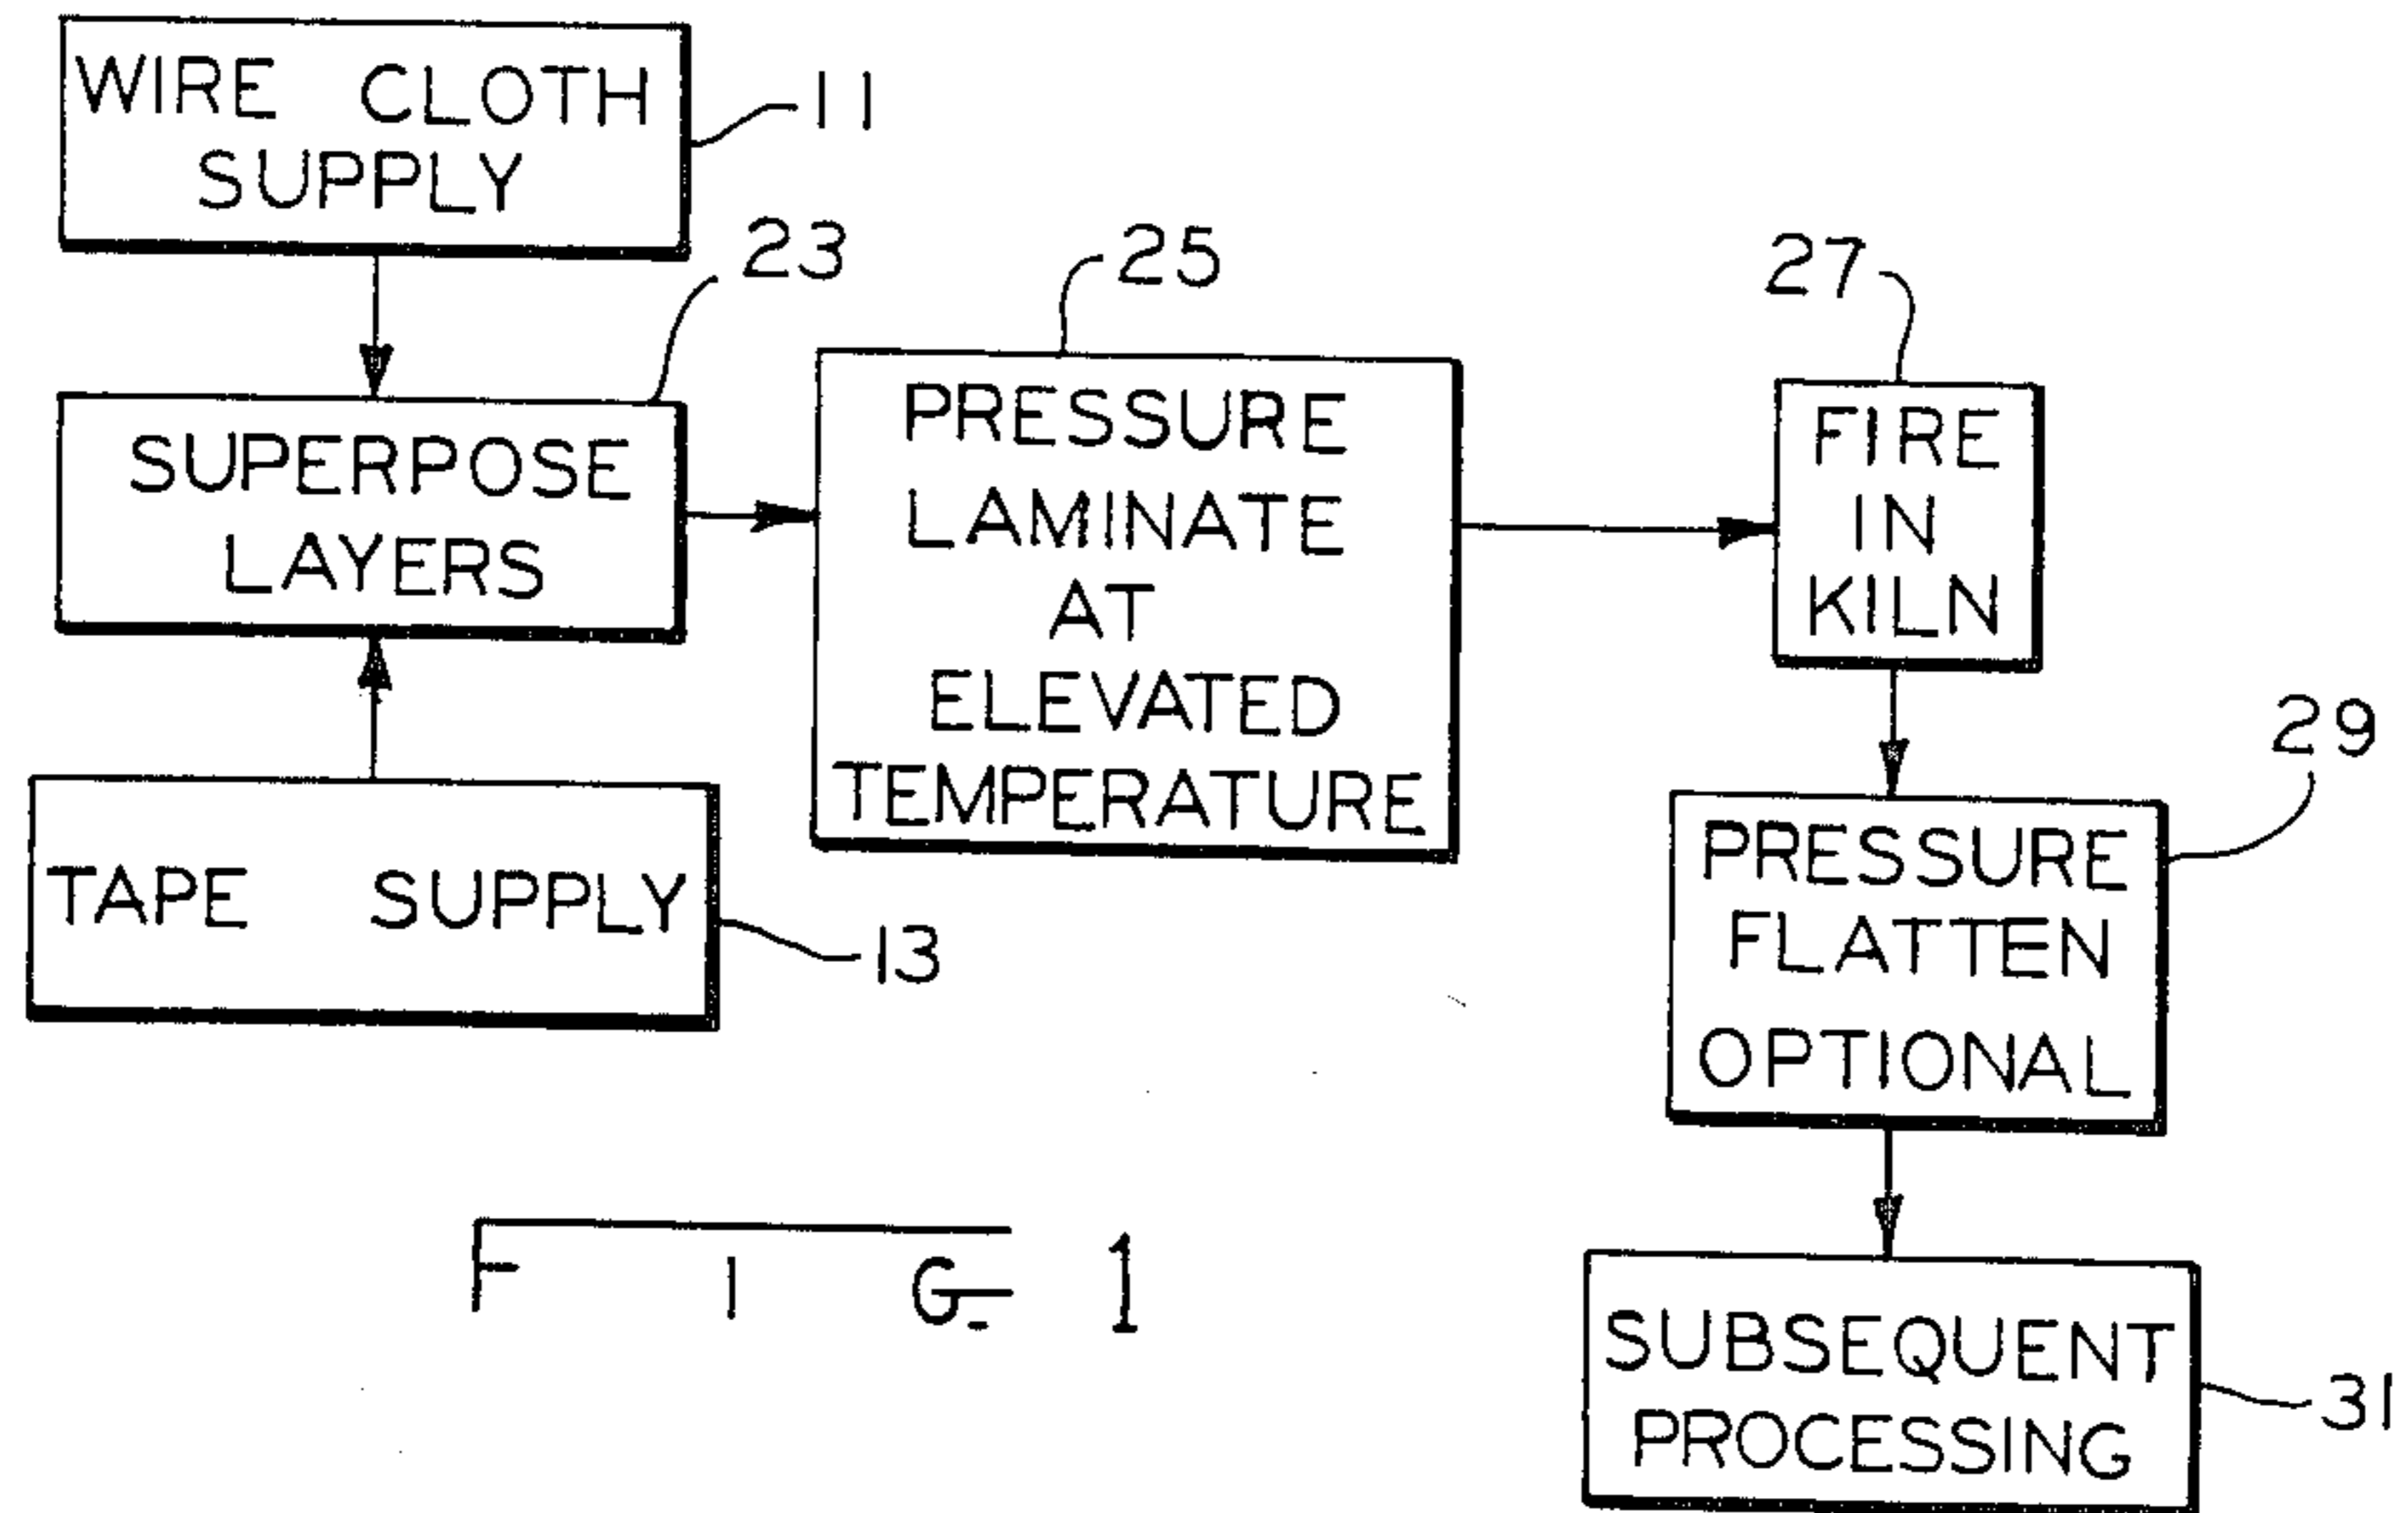 WIRE CLOTH
SUPPLY
11
23
SUPERPOSE
LAYERS
TAPE SUPPLY
13
25
PRESSURE
LAMINATE
AT
ELEVATED
TEMPERATURE
27
FIRE
IN
KILN
29
PRESSURE
FLATTEN
OPTIONAL
SUBSEQUENT
PROCESSING
31
FIG_ 1